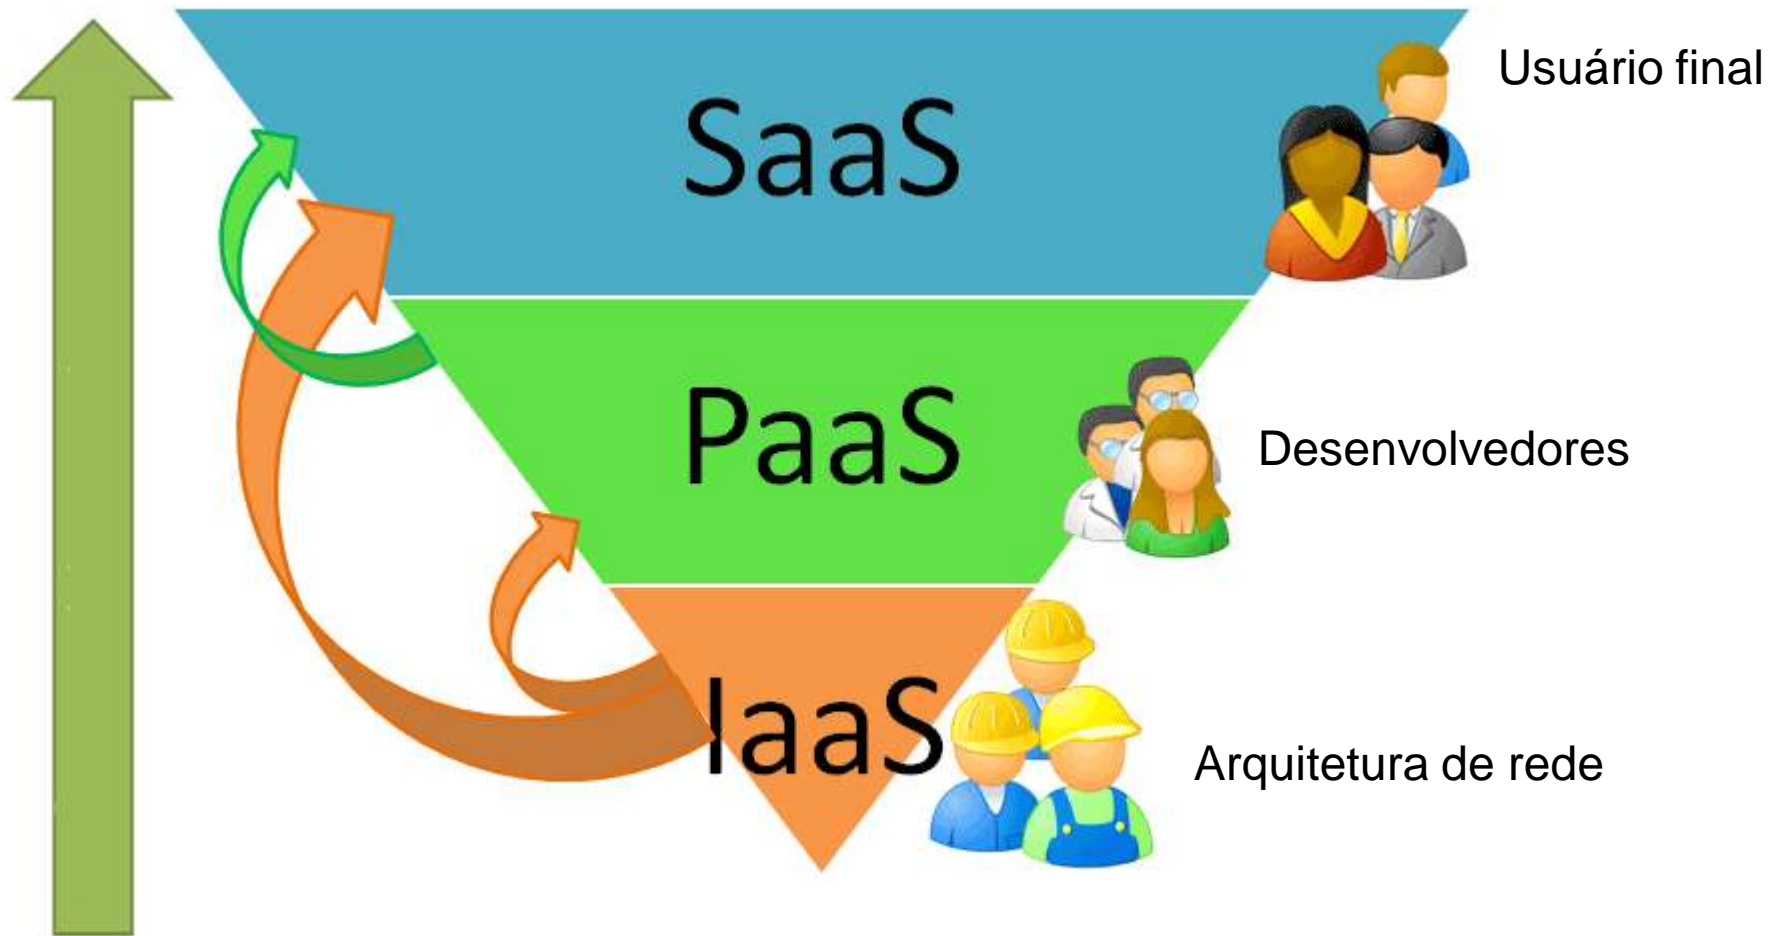 SaaS
Usuário final
PaaS
Desenvolvedores
IaaS
Arquitetura de rede